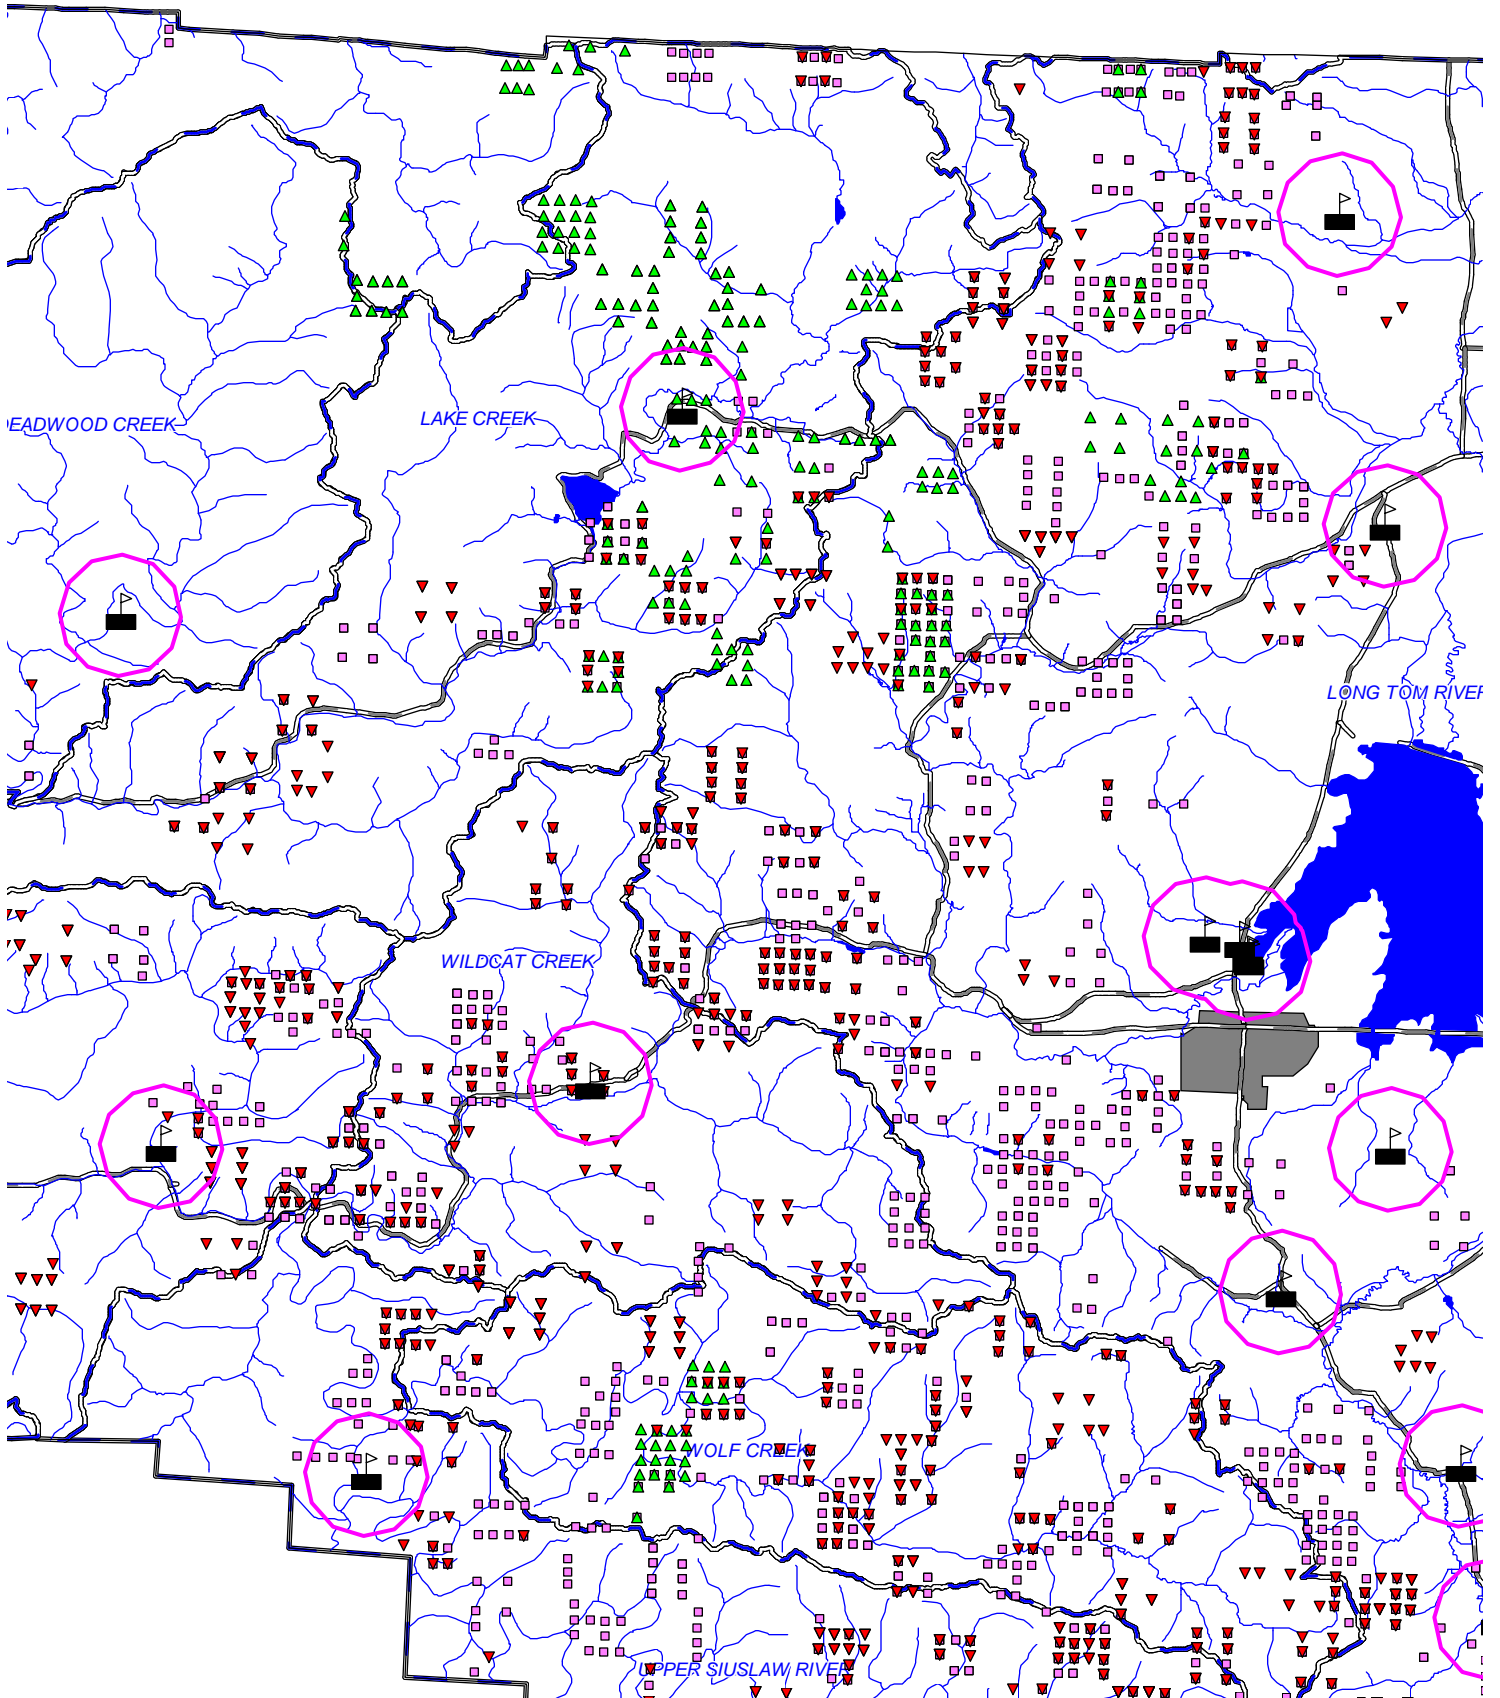 LAKE CREEK
EADWOOD CREEK
LONG TOM RIVER
WILDCAT CREEK
WOLF CREEK
UPPER SIUSLAW RIVER